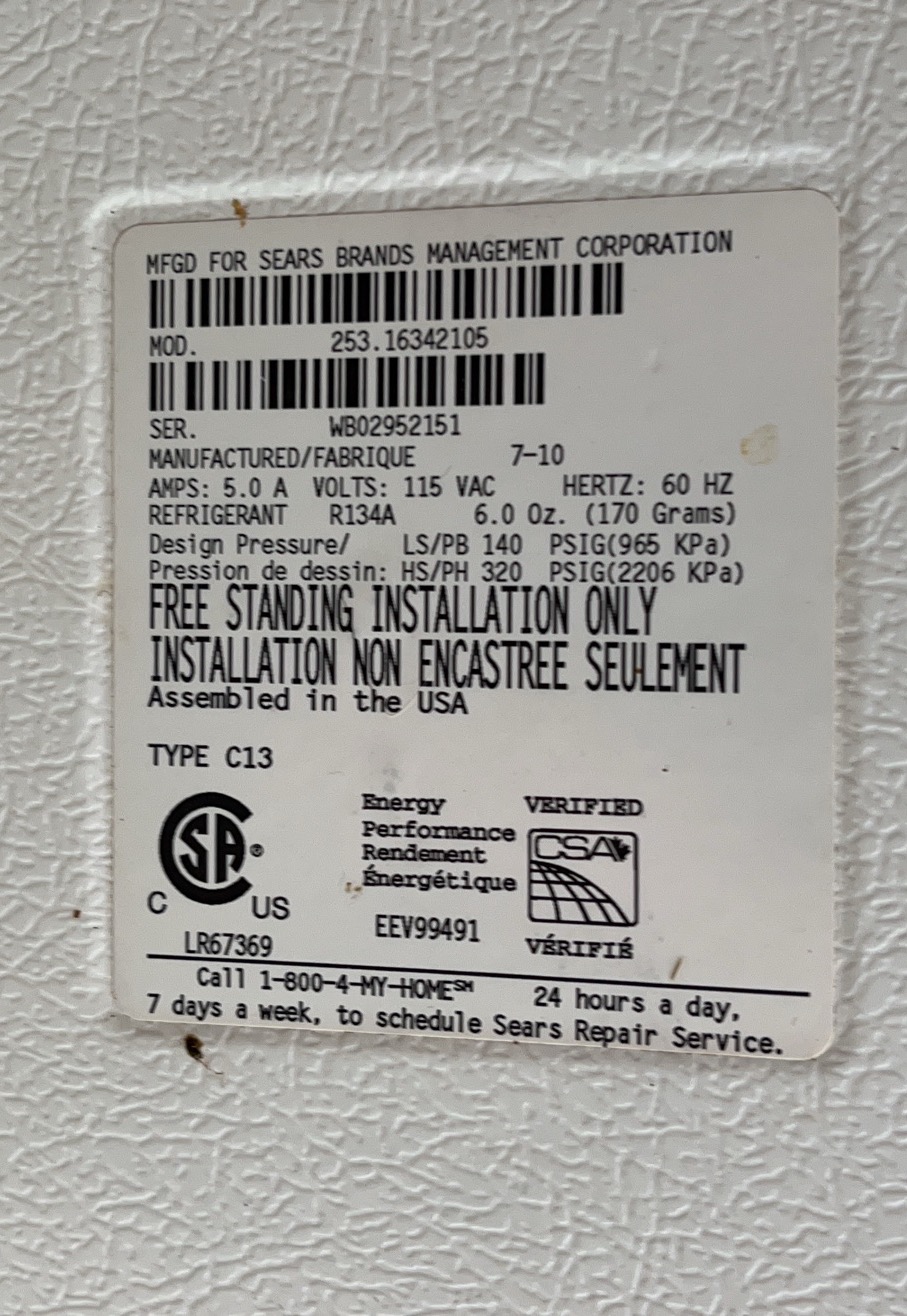 MFGD FOR SEARS BRANDS MANAGEMENT CORPORATION
MOD. 253.16342105
SER. WB02952151
MANUFACTURED/FABRIQUE 7-10
AMPS: 5.0 A VOLTS: 115 VAC HERTZ: 60 HZ
REFRIGERANT R134A 6.0 Oz. (170 Grams)
Design Pressure/ LS/PB 140 PSIG(965 KPa)
Pression de dessin: HS/PH 320 PSIG(2206 KPa)
FREE STANDING INSTALLATION ONLY
INSTALLATION NON ENCASTREE SEULEMENT
Assembled in the USA
TYPE C13
CSA®
C US
LR67369
Energy
Performance
Rendement
Énergétique
EEV99491
VERIFIED
CSA
VÉRIFIÉ
Call 1-800-4-MY-HOME℠ 24 hours a day,
7 days a week, to schedule Sears Repair Service.